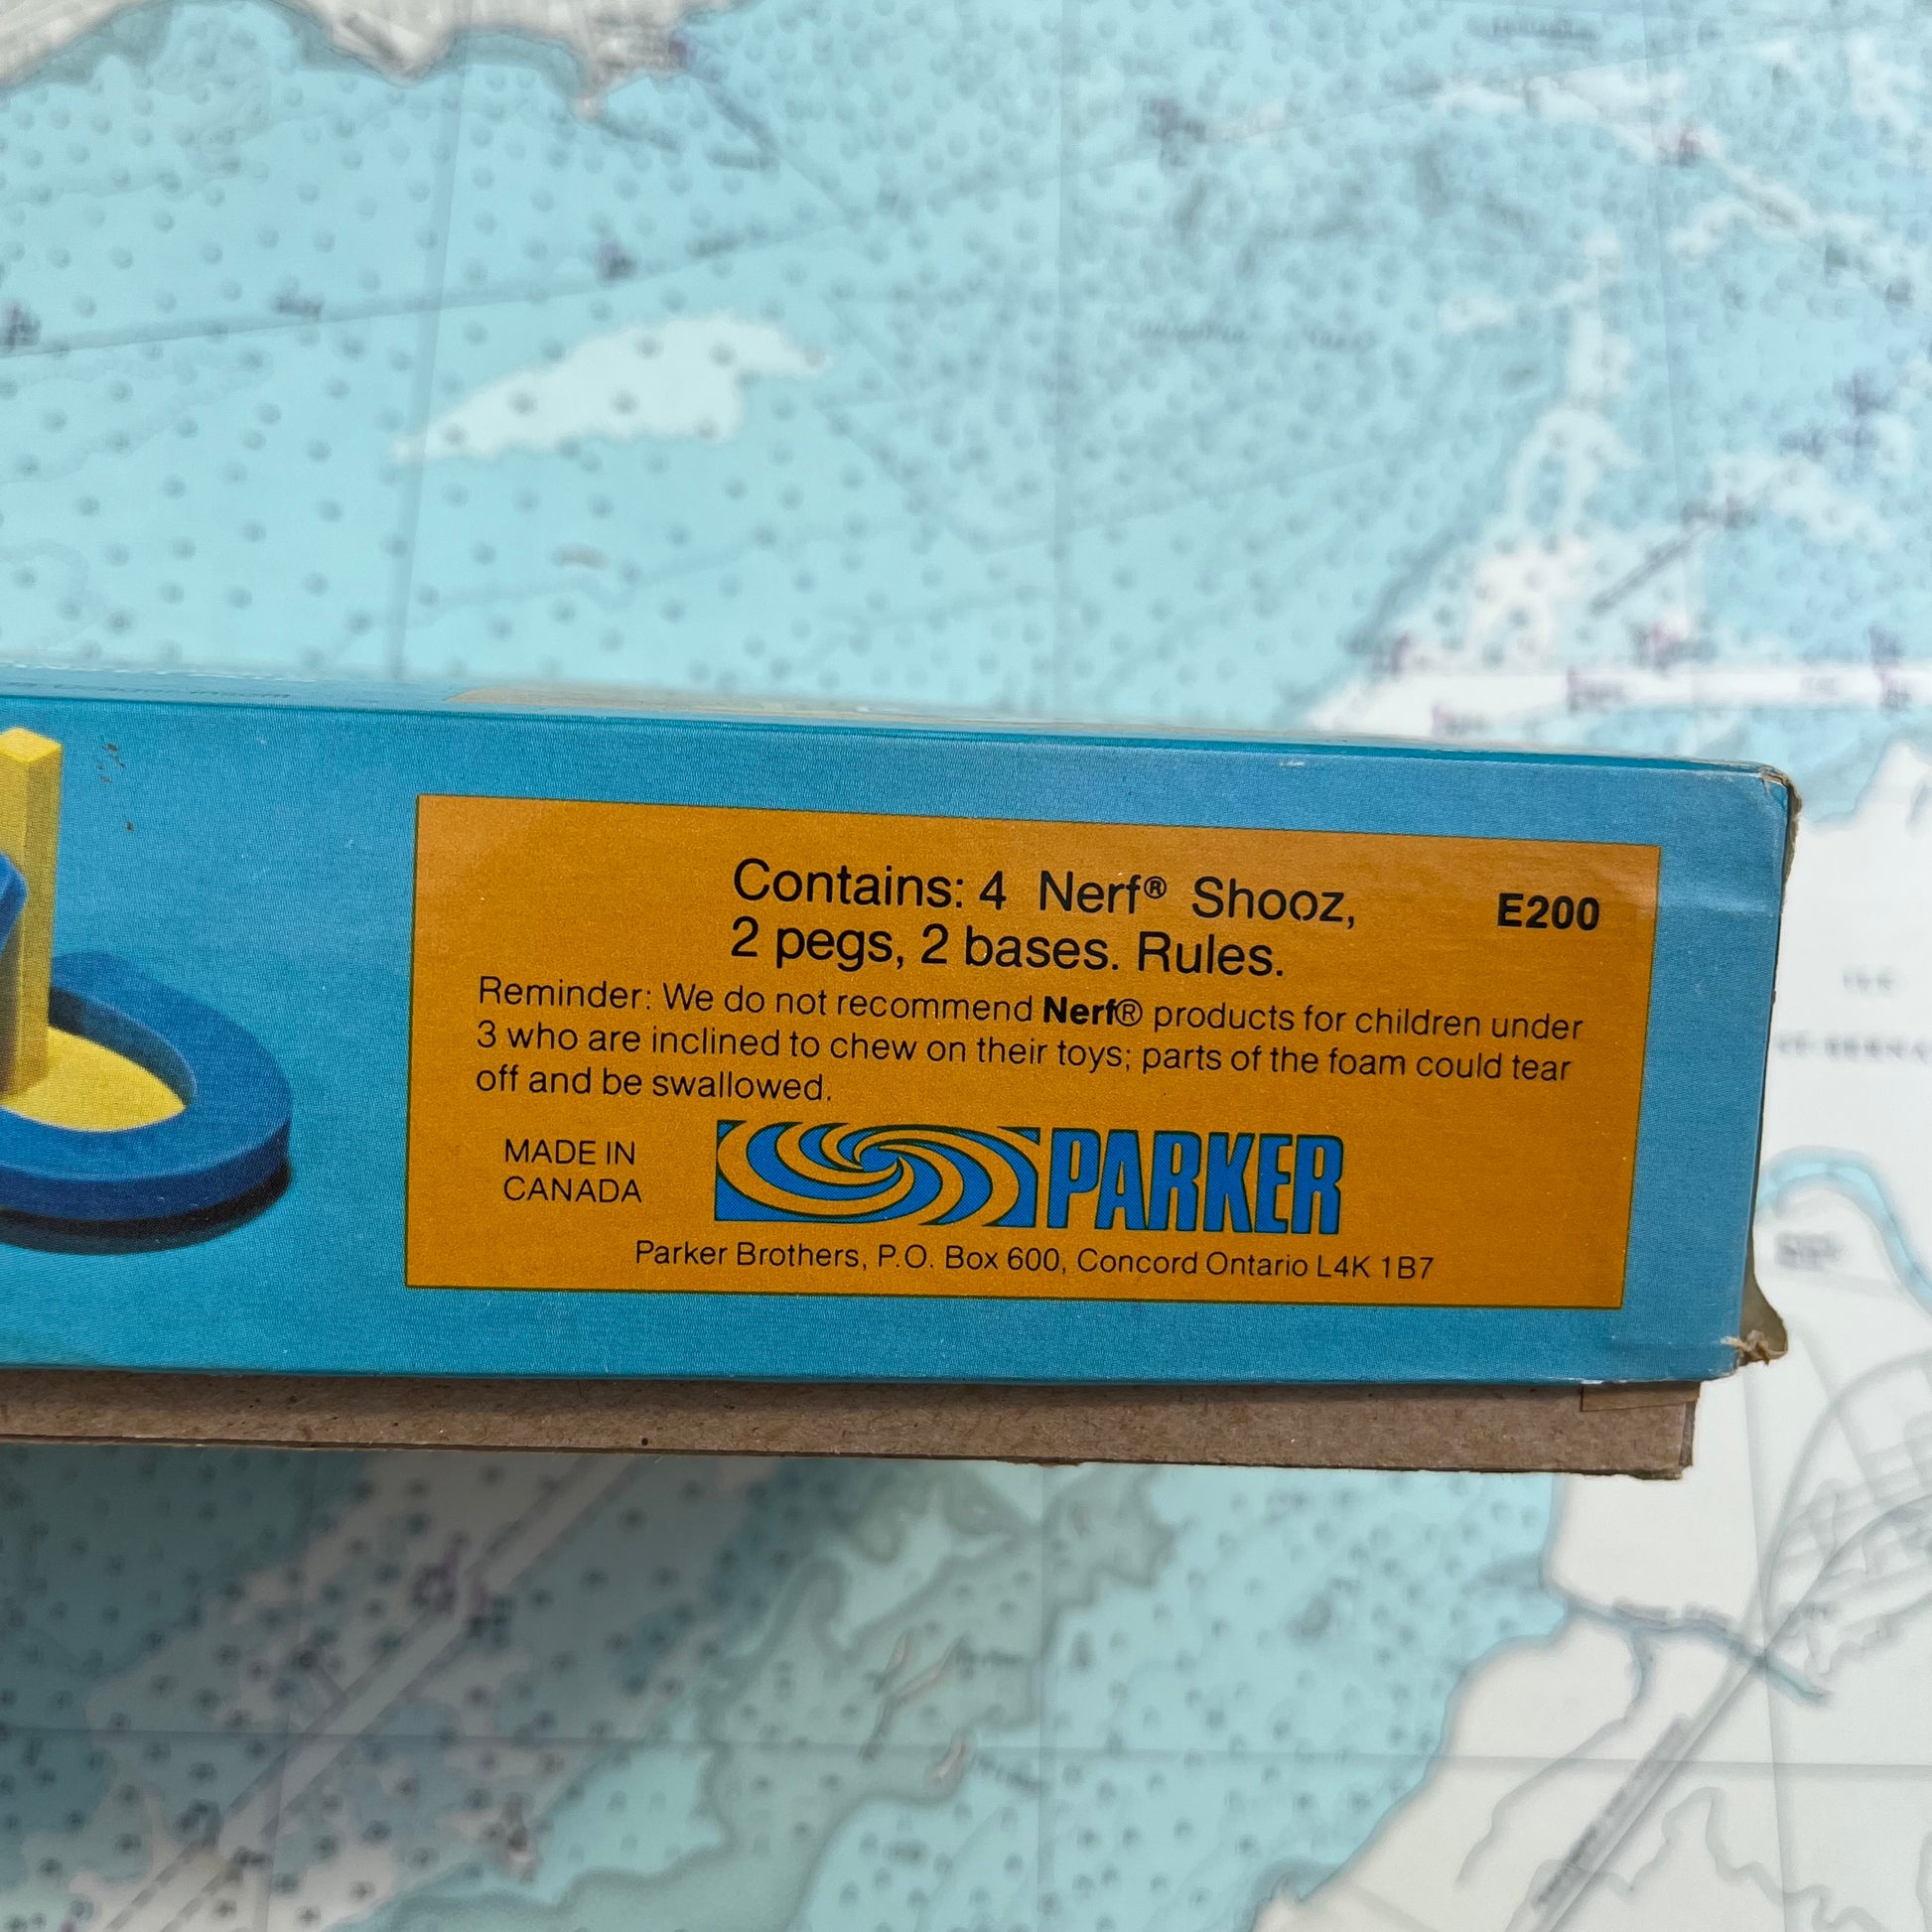 Contains: 4 Nerf® Shooz,
E200
2 pegs, 2 bases. Rules.
Reminder: We do not recommend Nerf® products for children under
3 who are inclined to chew on their toys; parts of the foam could tear
off and be swallowed.
MADE IN
CANADA
PARKER
Parker Brothers, P.O. Box 600, Concord Ontario L4K 1B7